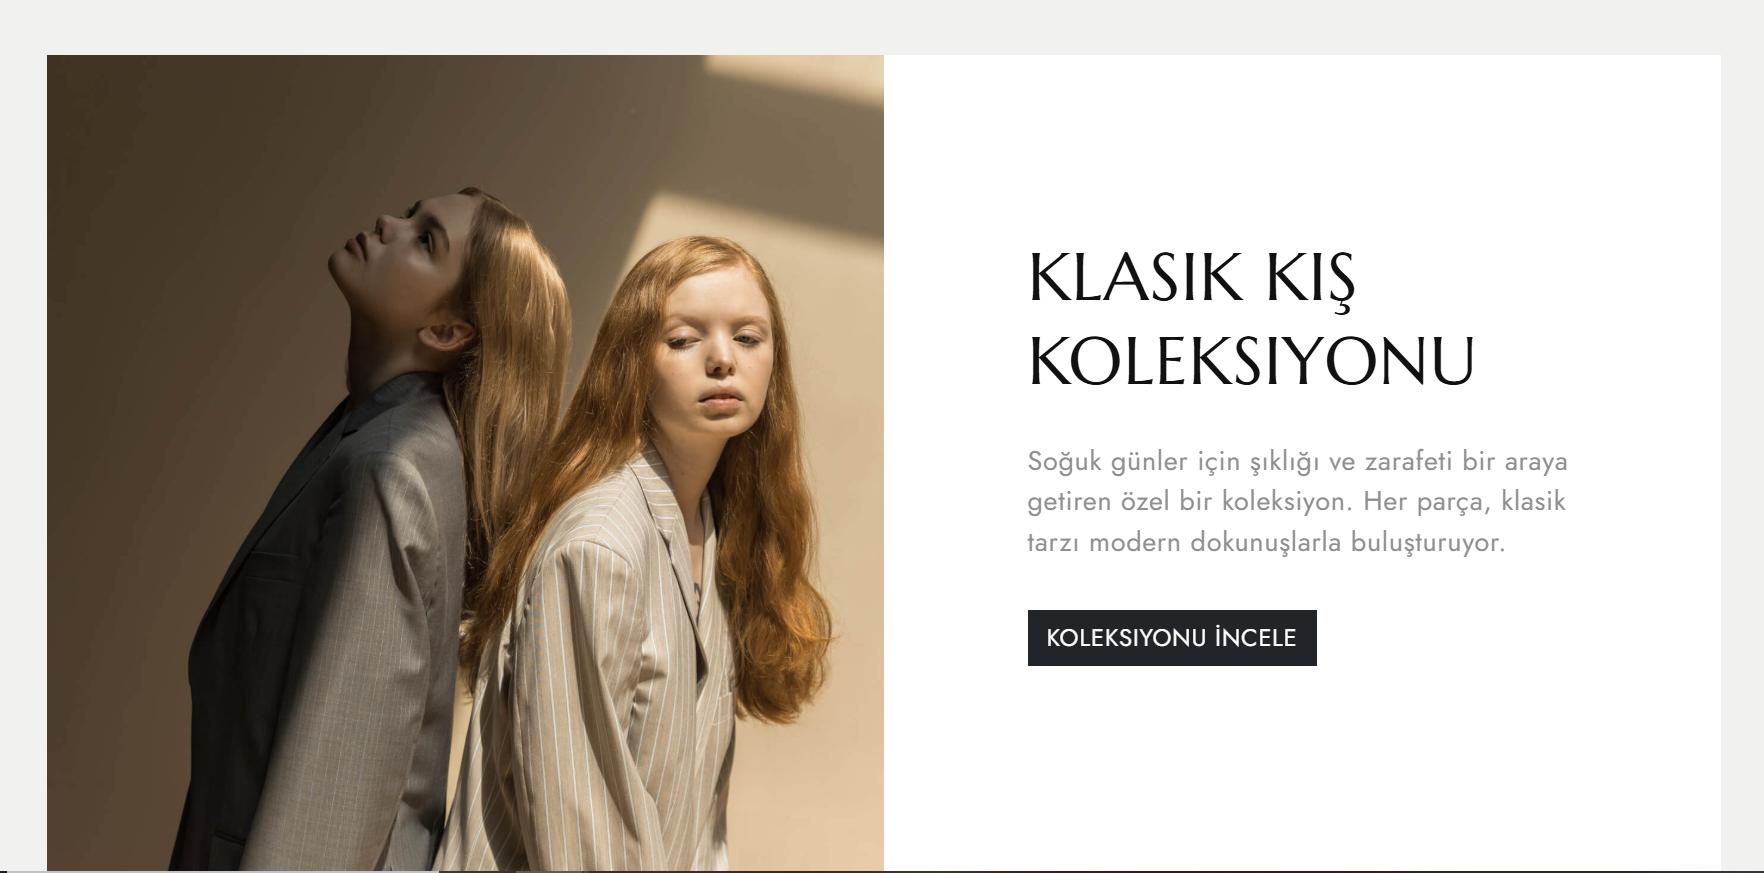 KLASIK KIŞ
KOLEKSIYONU
Soğuk günler için şıklığı ve zarafeti bir araya
getiren özel bir koleksiyon. Her parça, klasik
tarzı modern dokunuşlarla buluşturuyor.
KOLEKSIYONU İNCELE